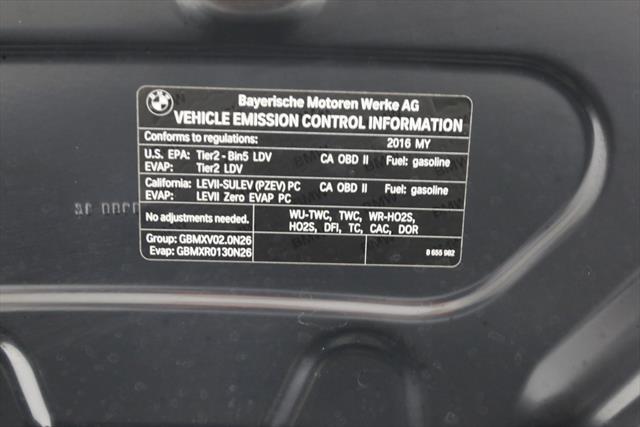 Bayerische Motoren Werke AG
VEHICLE EMISSION CONTROL INFORMATION
Conforms to regulations: 2016 MY
U.S. EPA: Tier2 - Bin5 LDV CA OBD II Fuel: gasoline
EVAP: Tier2 LDV
California: LEVII-SULEV (PZEV) PC CA OBD II Fuel: gasoline
EVAP: LEVII Zero EVAP PC
No adjustments needed.
WU-TWC, TWC, WR-HO2S,
HO2S, DFI, TC, CAC, DOR
Group: GBMXV02.0N26
Evap: GBMXR0130N26
8 655 982